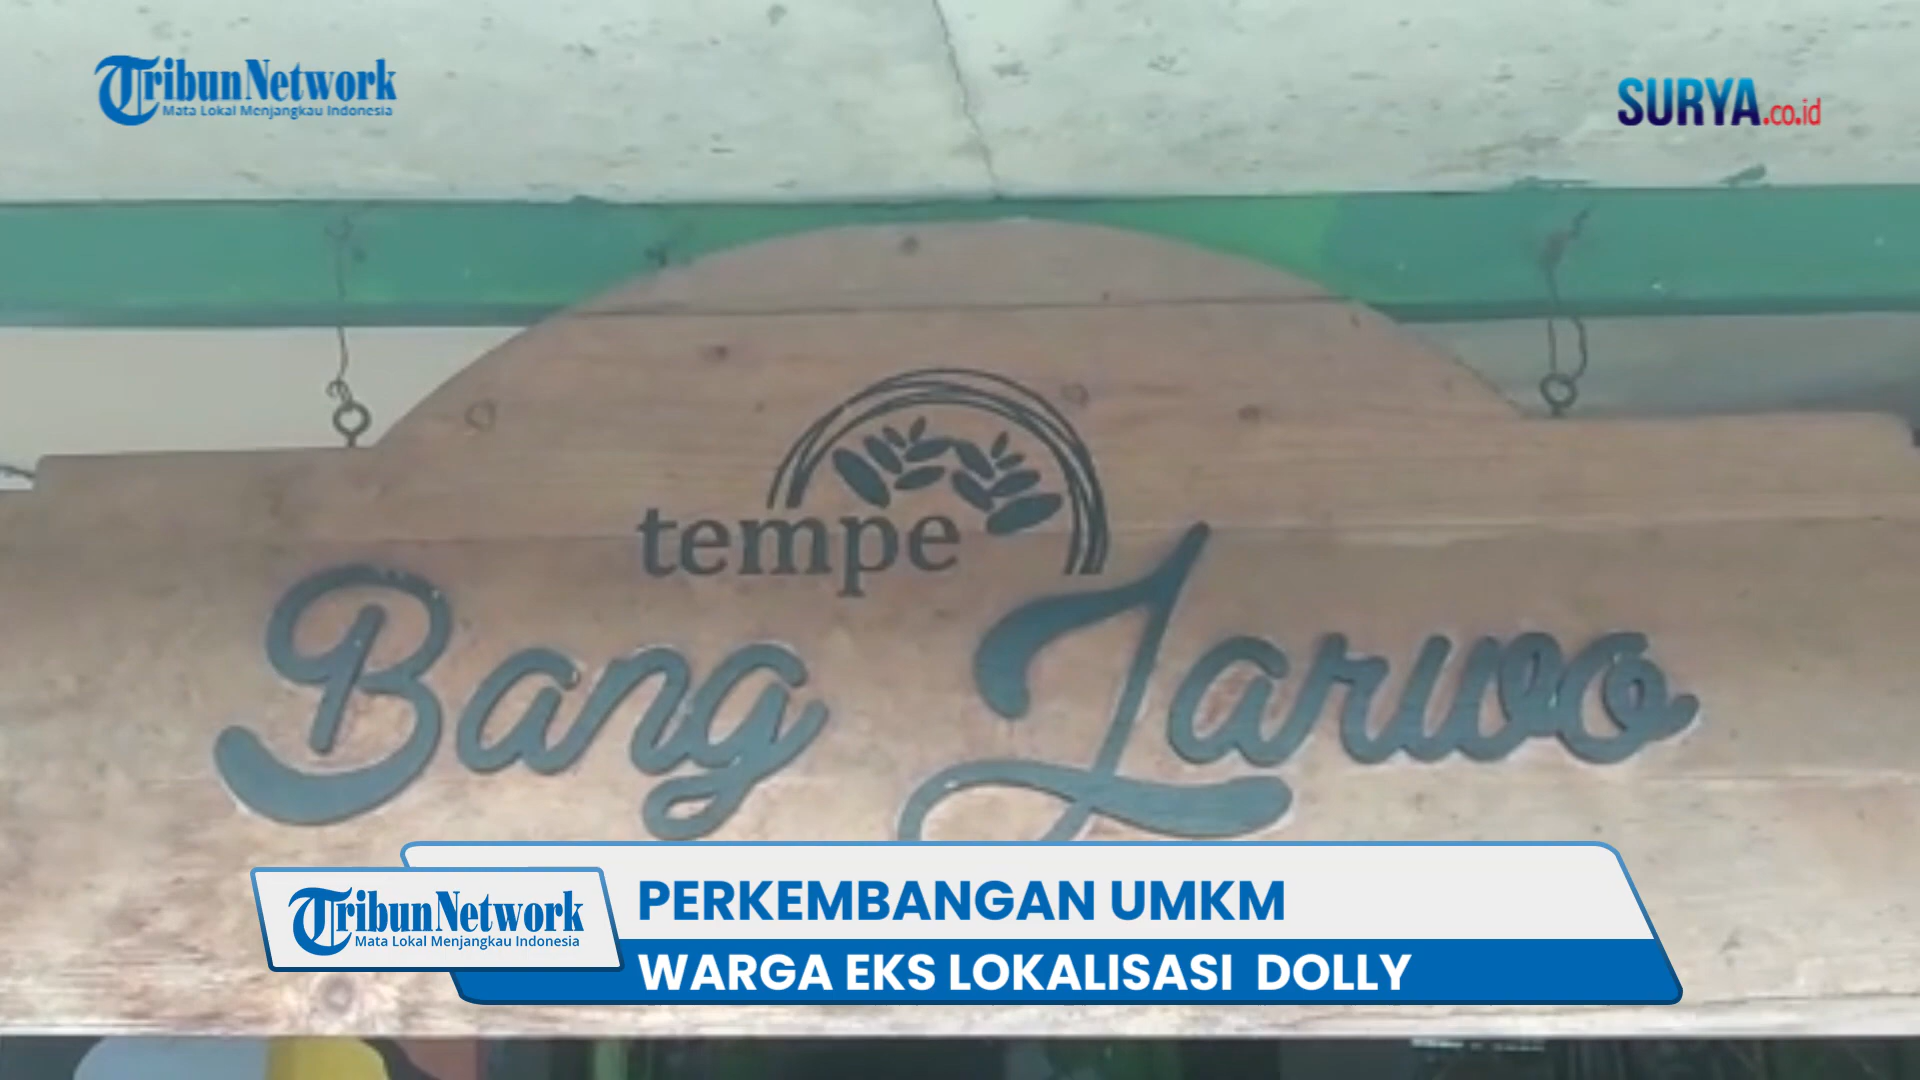 TribunNetwork
Mata Lokal Menjangkau Indonesia
SURYA.co.id
tempe
Bang Jarwo
TribunNetwork
Mata Lokal Menjangkau Indonesia
PERKEMBANGAN UMKM
WARGA EKS LOKALISASI DOLLY